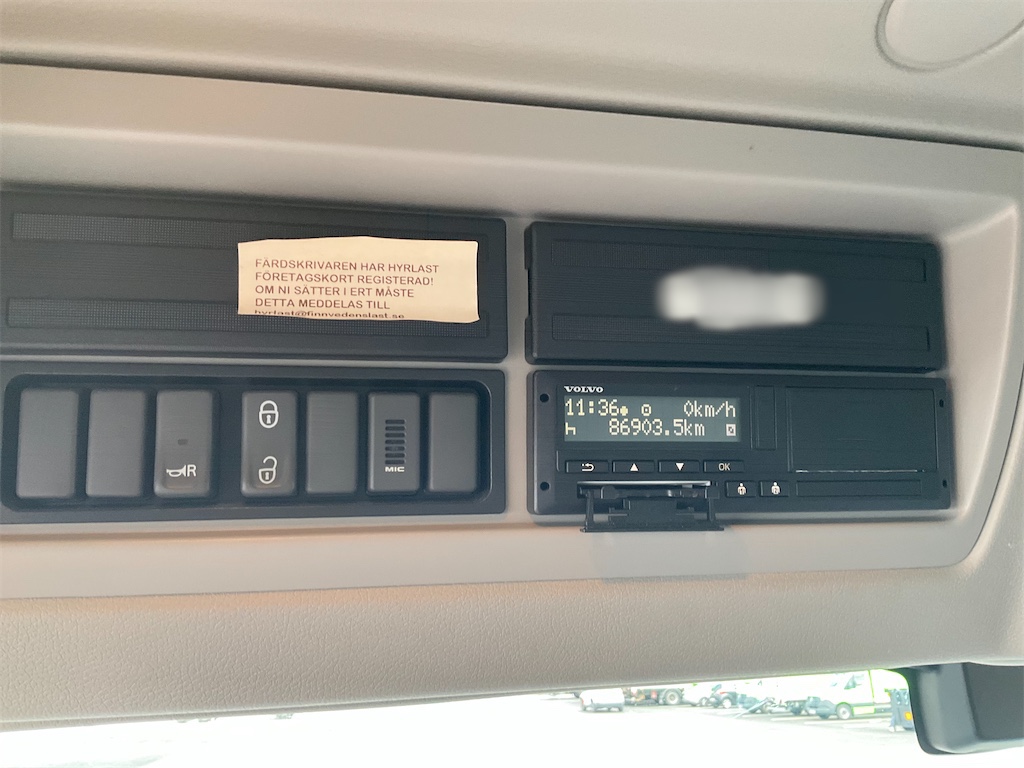 FÄRDSKRIVAREN HAR HYRLAST
FÖRETAGSKORT REGISTERAD!
OM NI SÄTTER I ERT MÅSTE
DETTA MEDDELAS TILL
hyrlast@finnvedenslast.se
VOLVO
11:36 0km/h
h 86903.5km
OK
R
MIC